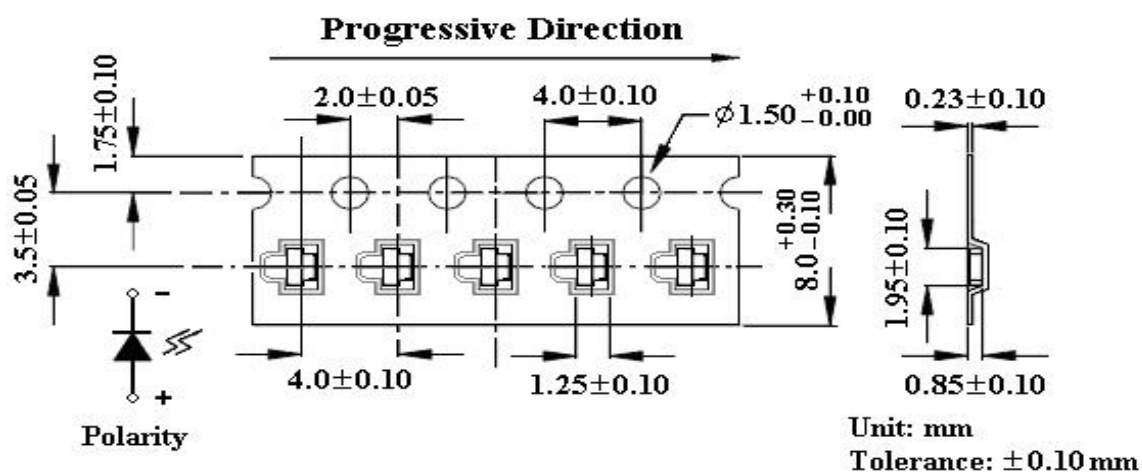 Progressive Direction
1.75±0.10
2.0±0.05
4.0±0.10
ϕ1.50 +0.10 -0.00
0.23±0.10
3.5±0.05
8.0 +0.30 -0.10
1.95±0.10
-
+
Polarity
4.0±0.10
1.25±0.10
0.85±0.10
Unit: mm
Tolerance: ±0.10 mm